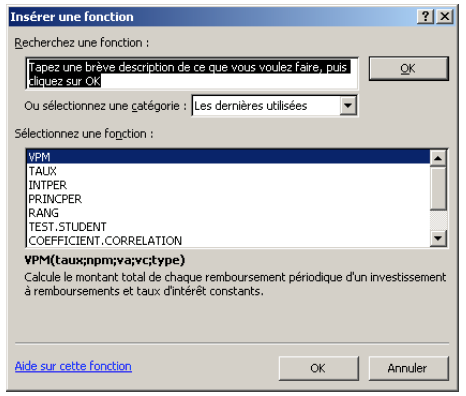 Insérer une fonction
Recherchez une fonction :
Tapez une brève description de ce que vous voulez faire, puis
cliquez sur OK
OK
Ou sélectionnez une catégorie : Les dernières utilisées
Sélectionnez une fonction :
VPM
TAUX
INTPER
PRINCPER
RANG
TEST.STUDENT
COEFFICIENT.CORRELATION
VPM(taux;npm;va;vc;type)
Calcule le montant total de chaque remboursement périodique d'un investissement
à remboursements et taux d'intérêt constants.
Aide sur cette fonction
OK
Annuler